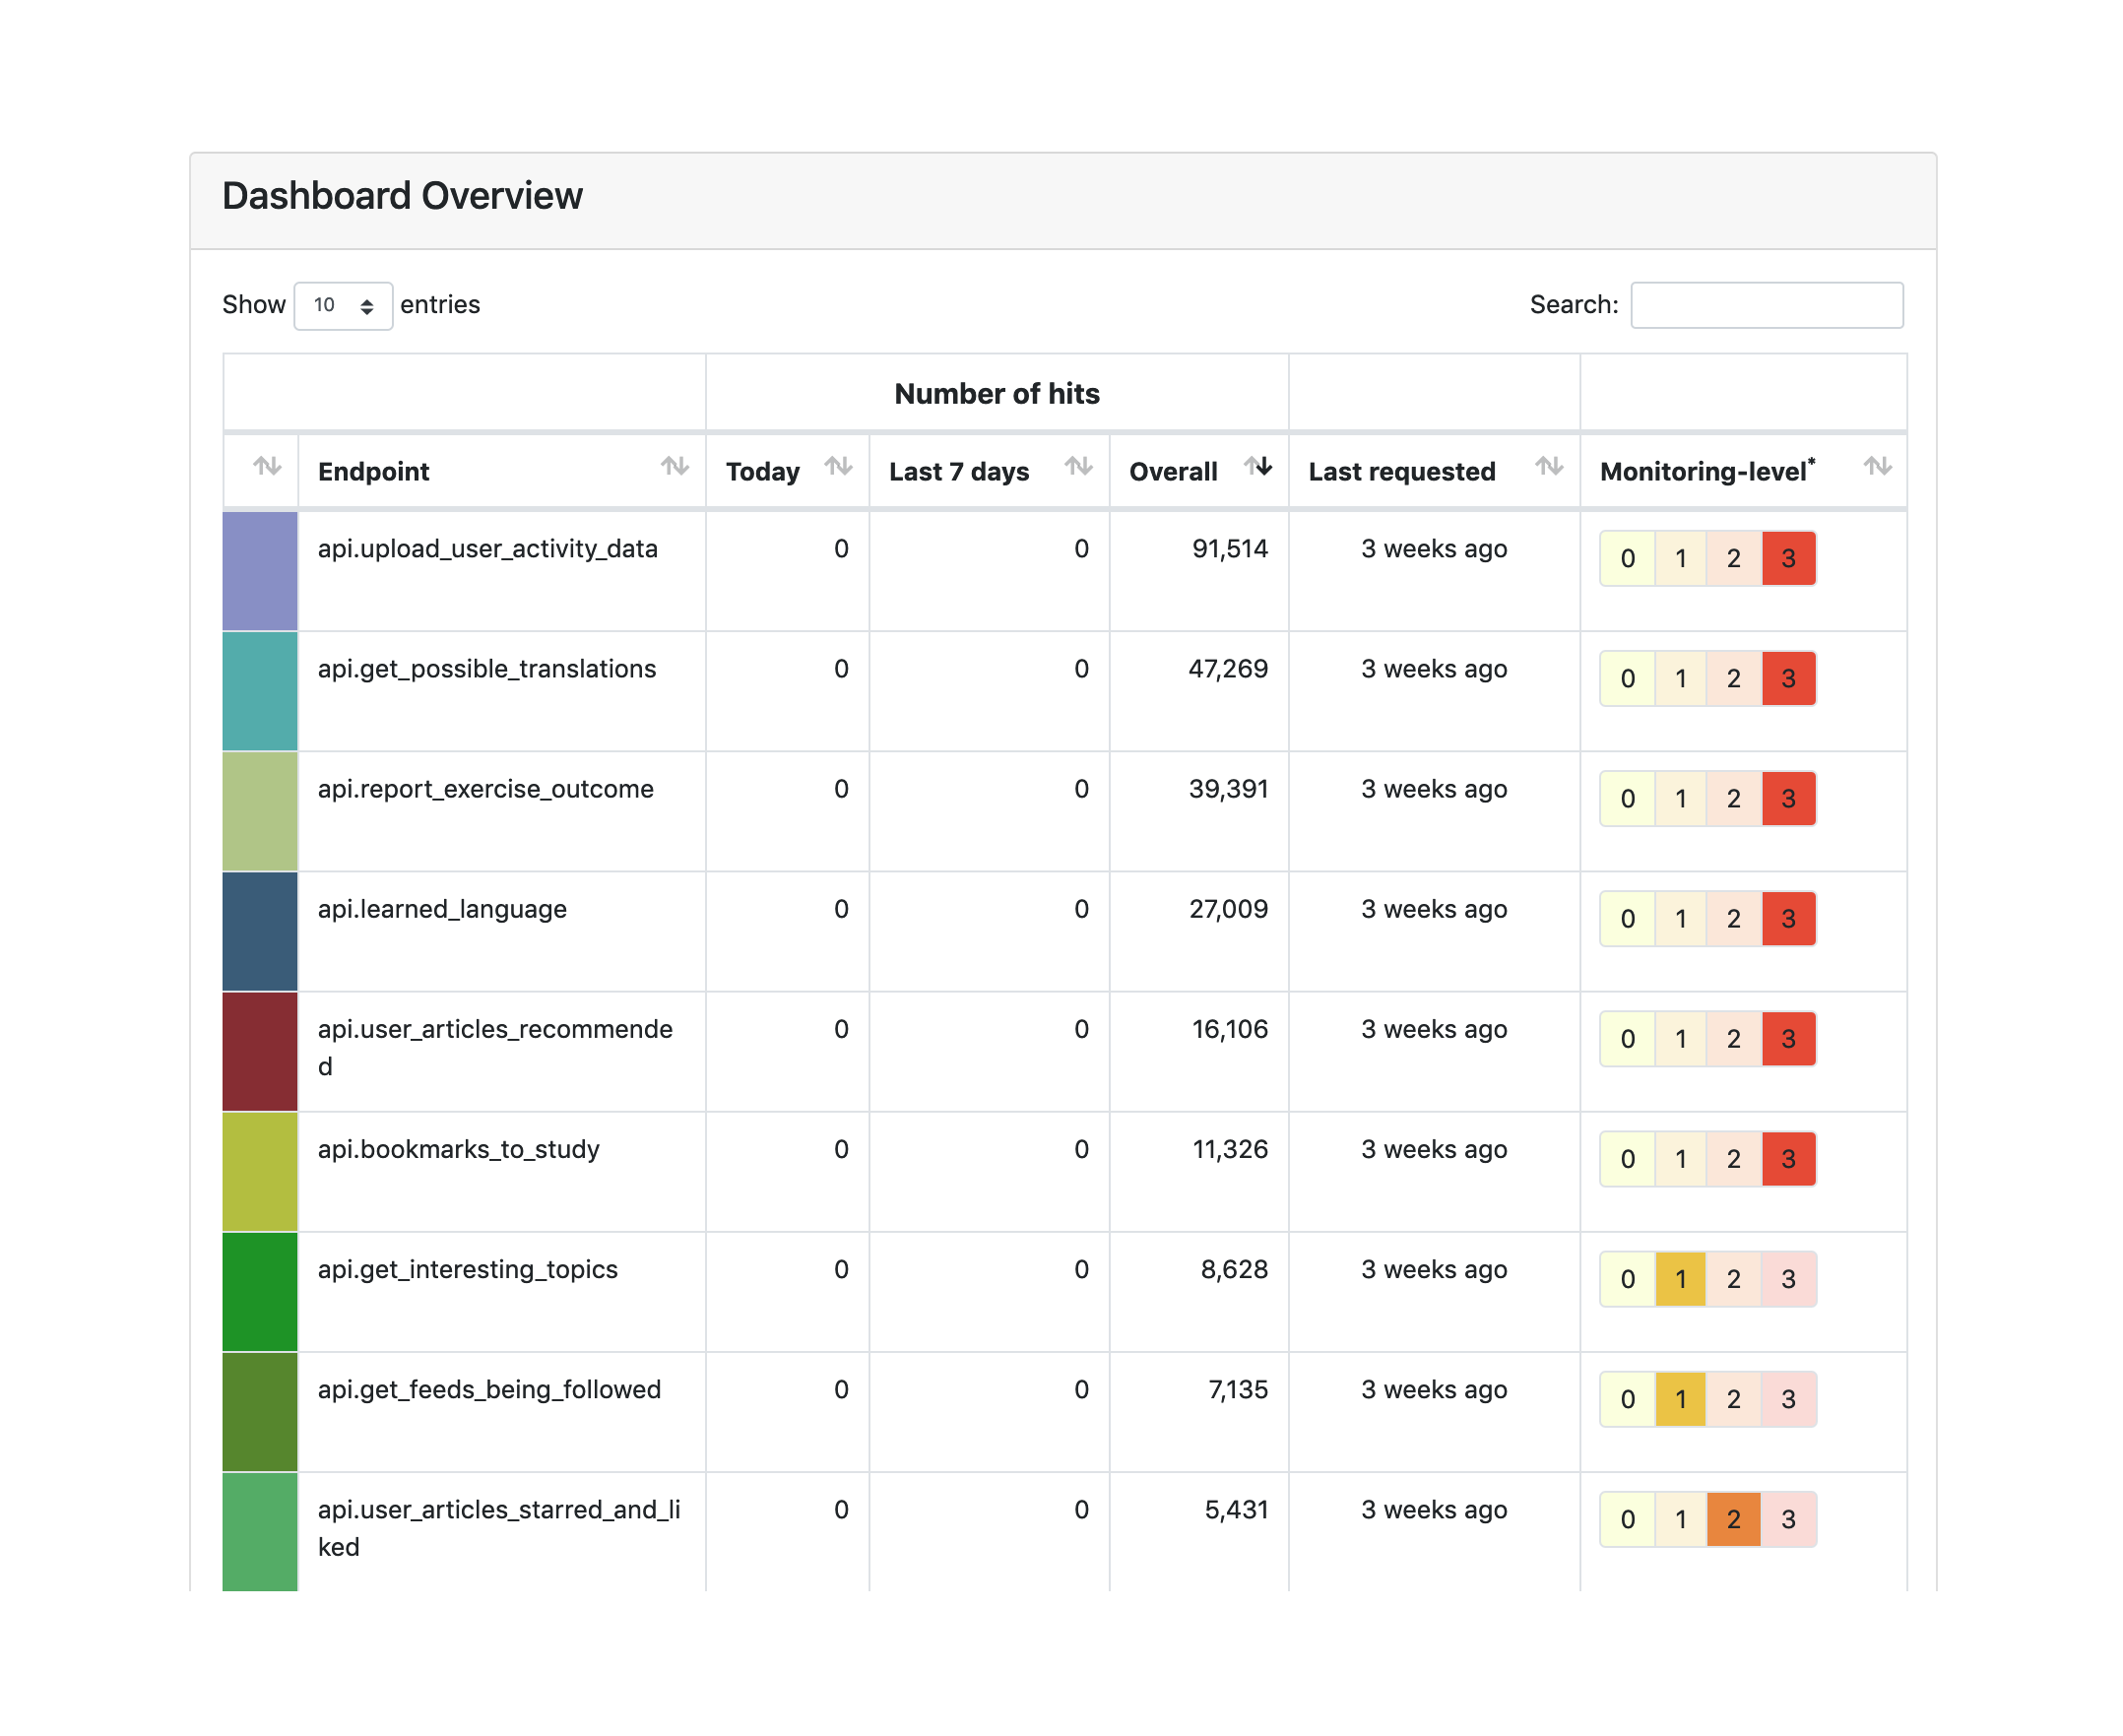 Dashboard Overview
Show 10 entries Search:
Number of hits
Endpoint Today Last 7 days Overall Last requested Monitoring-level*
api.upload_user_activity_data 0 0 91,514 3 weeks ago 0 1 2 3
api.get_possible_translations 0 0 47,269 3 weeks ago 0 1 2 3
api.report_exercise_outcome 0 0 39,391 3 weeks ago 0 1 2 3
api.learned_language 0 0 27,009 3 weeks ago 0 1 2 3
api.user_articles_recommende 0 0 16,106 3 weeks ago 0 1 2 3
d
api.bookmarks_to_study 0 0 11,326 3 weeks ago 0 1 2 3
api.get_interesting_topics 0 0 8,628 3 weeks ago 0 1 2 3
api.get_feeds_being_followed 0 0 7,135 3 weeks ago 0 1 2 3
api.user_articles_starred_and_li 0 0 5,431 3 weeks ago 0 1 2 3
ked